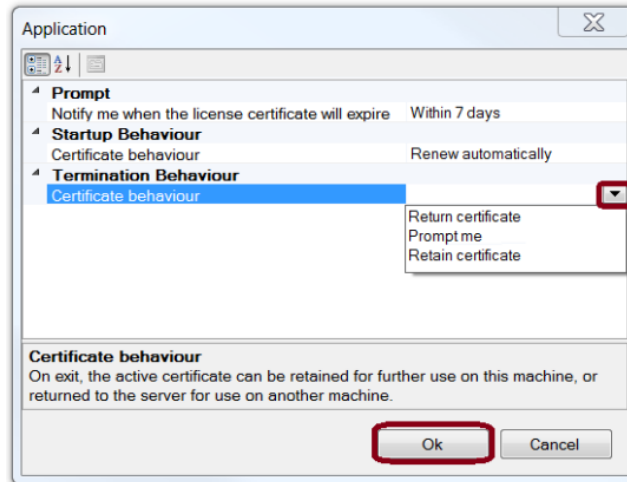 Application
Prompt
Notify me when the license certificate will expire Within 7 days
Startup Behaviour
Certificate behaviour Renew automatically
Termination Behaviour
Certificate behaviour
Return certificate
Prompt me
Retain certificate
Certificate behaviour
On exit, the active certificate can be retained for further use on this machine, or
returned to the server for use on another machine.
Ok Cancel